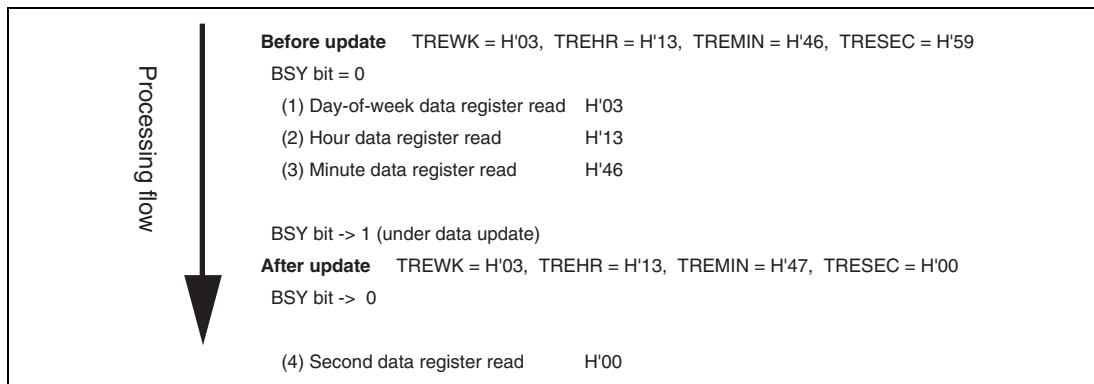 Processing flow
Before update TREWK = H'03, TREHR = H'13, TREMIN = H'46, TRESEC = H'59
BSY bit = 0
(1) Day-of-week data register read H'03
(2) Hour data register read H'13
(3) Minute data register read H'46
BSY bit -> 1 (under data update)
After update TREWK = H'03, TREHR = H'13, TREMIN = H'47, TRESEC = H'00
BSY bit -> 0
(4) Second data register read H'00